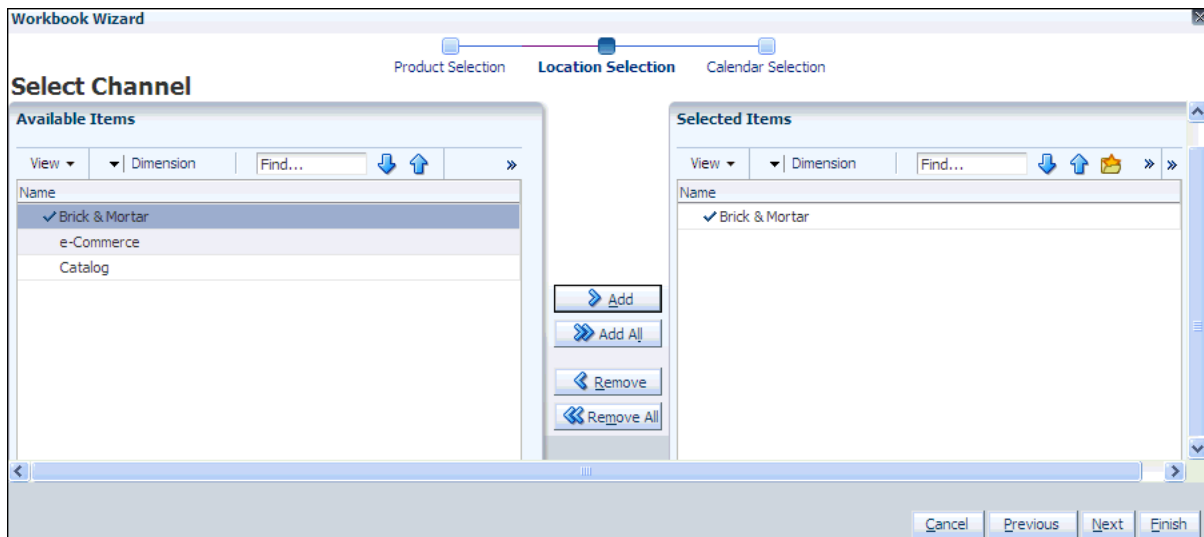 Workbook Wizard
Product Selection
Location Selection
Calendar Selection
Select Channel
Available Items
View
Dimension
Find...
»
Name
Brick & Mortar
e-Commerce
Catalog
Add
Add All
Remove
Remove All
Selected Items
View
Dimension
Find...
» »
Name
Brick & Mortar
Cancel
Previous
Next
Finish